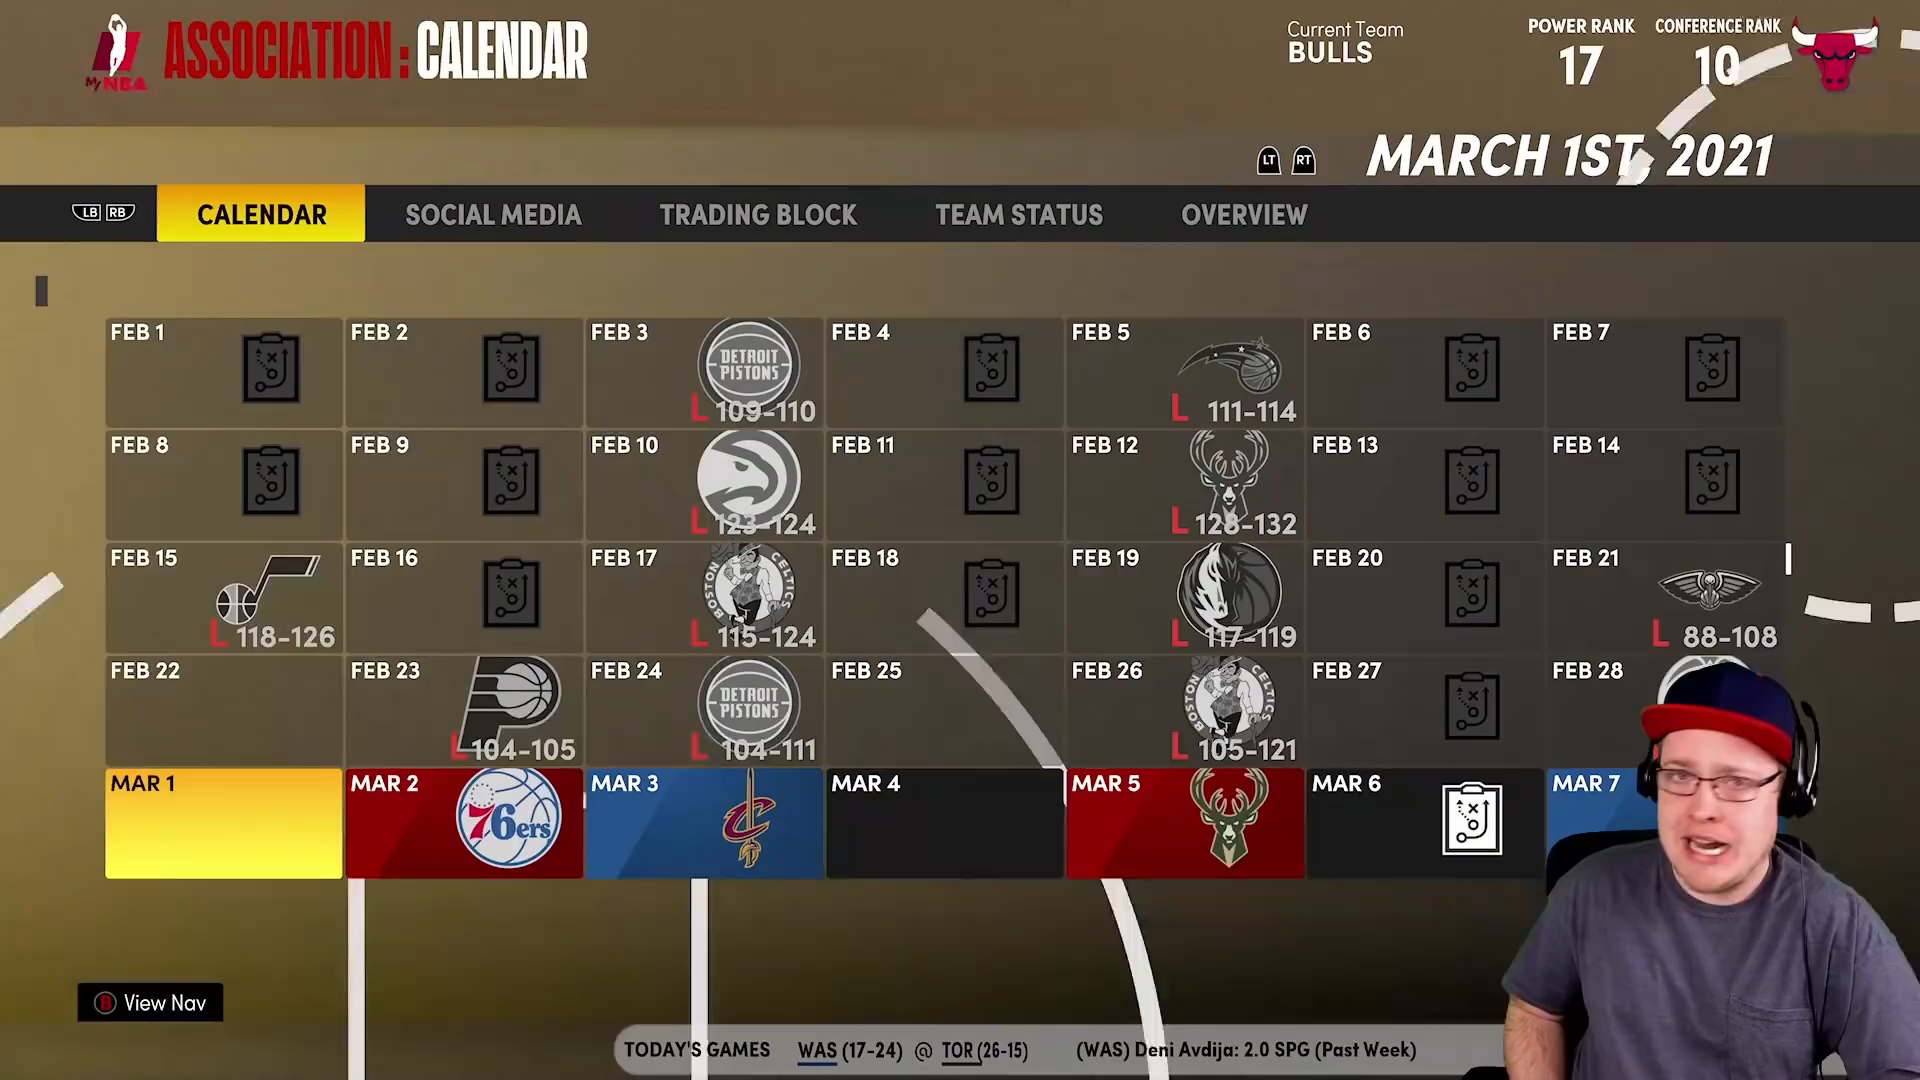 Current Team
POWER RANK
CONFERENCE RANK
My NBA
ASSOCIATION: CALENDAR
BULLS
17
10
LT RT
MARCH 1ST, 2021
LB RB
CALENDAR
SOCIAL MEDIA
TRADING BLOCK
TEAM STATUS
OVERVIEW
FEB 1
FEB 2
FEB 3
DETROIT PISTONS
L 109-110
FEB 4
FEB 5
L 111-114
FEB 6
FEB 7
FEB 8
FEB 9
FEB 10
L 123-124
FEB 11
FEB 12
L 128-132
FEB 13
FEB 14
FEB 15
L 118-126
FEB 16
FEB 17
BOSTON CELTICS
L 115-124
FEB 18
FEB 19
L 117-119
FEB 20
FEB 21
L 88-108
FEB 22
FEB 23
L 104-105
FEB 24
DETROIT PISTONS
L 104-111
FEB 25
FEB 26
BOSTON CELTICS
L 105-121
FEB 27
FEB 28
MAR 1
MAR 2
76ers
MAR 3
C
MAR 4
MAR 5
MAR 6
MAR 7
B View Nav
TODAY'S GAMES WAS (17-24) @ TOR (26-15) (WAS) Deni Avdija: 2.0 SPG (Past Week)